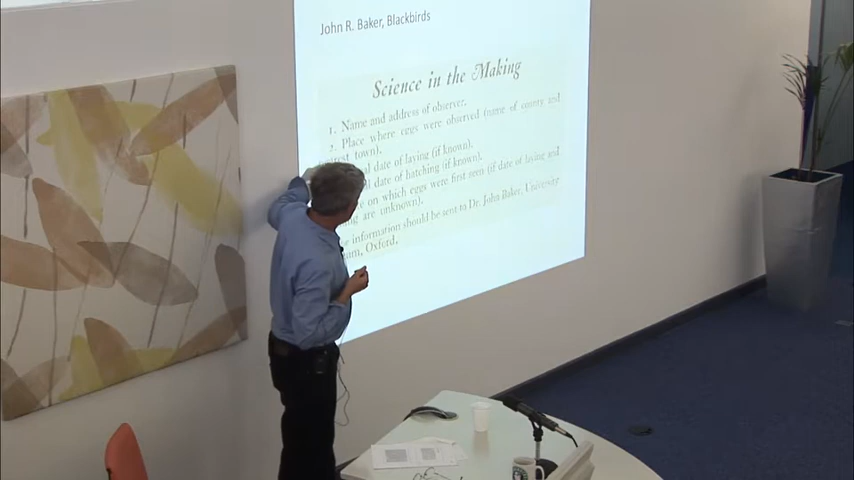 John R. Baker, Blackbirds
Science in the Making
1. Name and address of observer.
2. Place where eggs were observed (name of county and
town).
date of laying (if known).
date of hatching (if known).
on which eggs were first seen (if date of laying and
are unknown).
information should be sent to Dr. John Baker, University
Oxford.